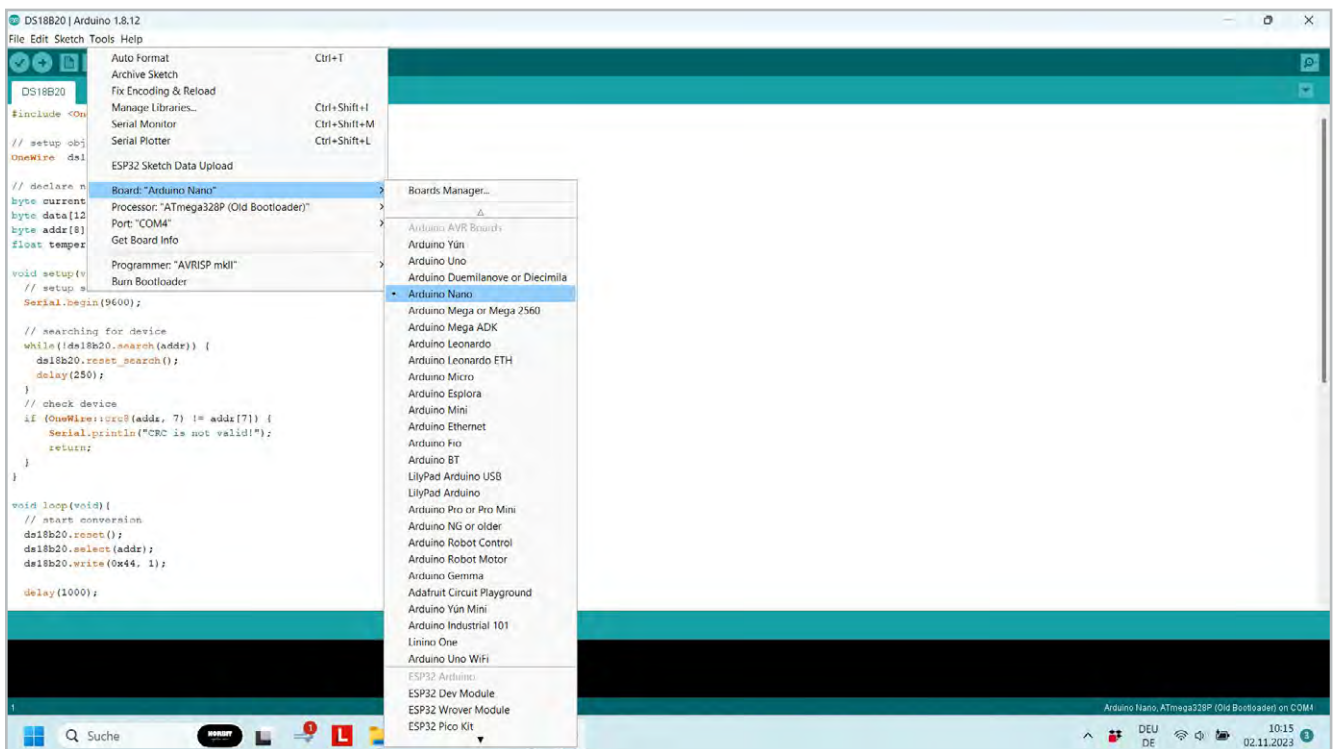 DS18B20 | Arduino 1.8.12
File Edit Sketch Tools Help
DS18B20
Auto Format Ctrl+T
Archive Sketch
Fix Encoding & Reload
Manage Libraries... Ctrl+Shift+I
Serial Monitor Ctrl+Shift+M
Serial Plotter Ctrl+Shift+L
ESP32 Sketch Data Upload
Board: "Arduino Nano"
Processor: "ATmega328P (Old Bootloader)"
Port: "COM4"
Get Board Info
Programmer: "AVRISP mkII"
Burn Bootloader
Boards Manager...
Arduino AVR Boards
Arduino Yún
Arduino Uno
Arduino Duemilanove or Diecimila
Arduino Nano
Arduino Mega or Mega 2560
Arduino Mega ADK
Arduino Leonardo
Arduino Leonardo ETH
Arduino Micro
Arduino Esplora
Arduino Mini
Arduino Ethernet
Arduino Fio
Arduino BT
LilyPad Arduino USB
LilyPad Arduino
Arduino Pro or Pro Mini
Arduino NG or older
Arduino Robot Control
Arduino Robot Motor
Arduino Gemma
Adafruit Circuit Playground
Arduino Yún Mini
Arduino Industrial 101
Linino One
Arduino Uno WiFi
ESP32 Arduino
ESP32 Dev Module
ESP32 Wrover Module
ESP32 Pico Kit
#include <On
// setup obj
OneWire ds1
// declare n
byte current
byte data[12
byte addr[8]
float temper
void setup(v
// setup s
Serial.begin(9600);
// searching for device
while(!ds18b20.search(addr)) {
ds18b20.reset_search();
delay(250);
}
// check device
if (OneWire::crc8(addr, 7) != addr[7]) {
Serial.println("CRC is not valid!");
return;
}
}
void loop(void){
// start conversion
ds18b20.reset();
ds18b20.select(addr);
ds18b20.write(0x44, 1);
delay(1000);
1
Arduino Nano, ATmega328P (Old Bootloader) on COM4
Suche
L
DEU
DE
10:15
02.11.2023
3